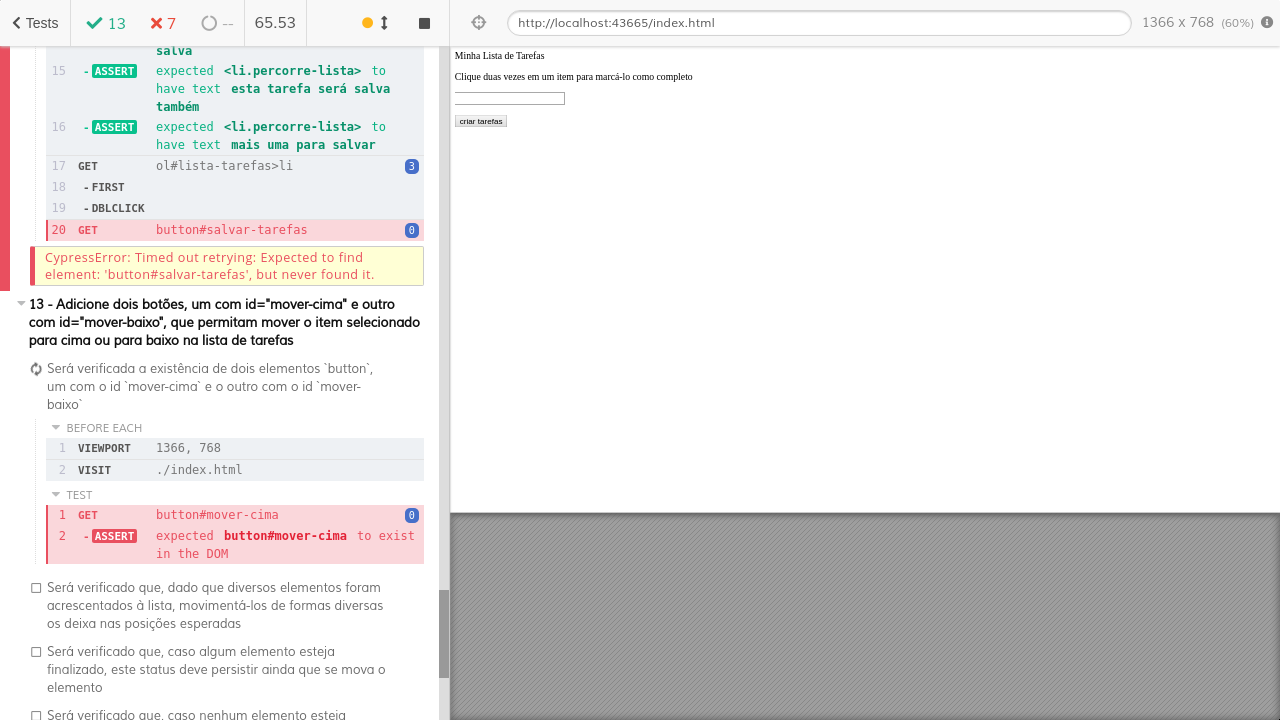 Tests 13 7 -- 65.53
http://localhost:43665/index.html 1366 x 768 (60%)
salva
15 - ASSERT expected <li.percorre-lista> to
have text esta tarefa será salva
também
16 - ASSERT expected <li.percorre-lista> to
have text mais uma para salvar
17 GET ol#lista-tarefas>li 3
18 - FIRST
19 - DBLCLICK
20 GET button#salvar-tarefas 0
CypressError: Timed out retrying: Expected to find
element: 'button#salvar-tarefas', but never found it.
13 - Adicione dois botões, um com id="mover-cima" e outro
com id="mover-baixo", que permitam mover o item selecionado
para cima ou para baixo na lista de tarefas
Será verificada a existência de dois elementos `button`,
um com o id `mover-cima` e o outro com o id `mover-
baixo`
BEFORE EACH
1 VIEWPORT 1366, 768
2 VISIT ./index.html
TEST
1 GET button#mover-cima 0
2 - ASSERT expected button#mover-cima to exist
in the DOM
Será verificado que, dado que diversos elementos foram
acrescentados à lista, movimentá-los de formas diversas
os deixa nas posições esperadas
Será verificado que, caso algum elemento esteja
finalizado, este status deve persistir ainda que se mova o
elemento
Será verificado que, caso nenhum elemento esteja
Minha Lista de Tarefas
Clique duas vezes em um item para marcá-lo como completo
criar tarefas